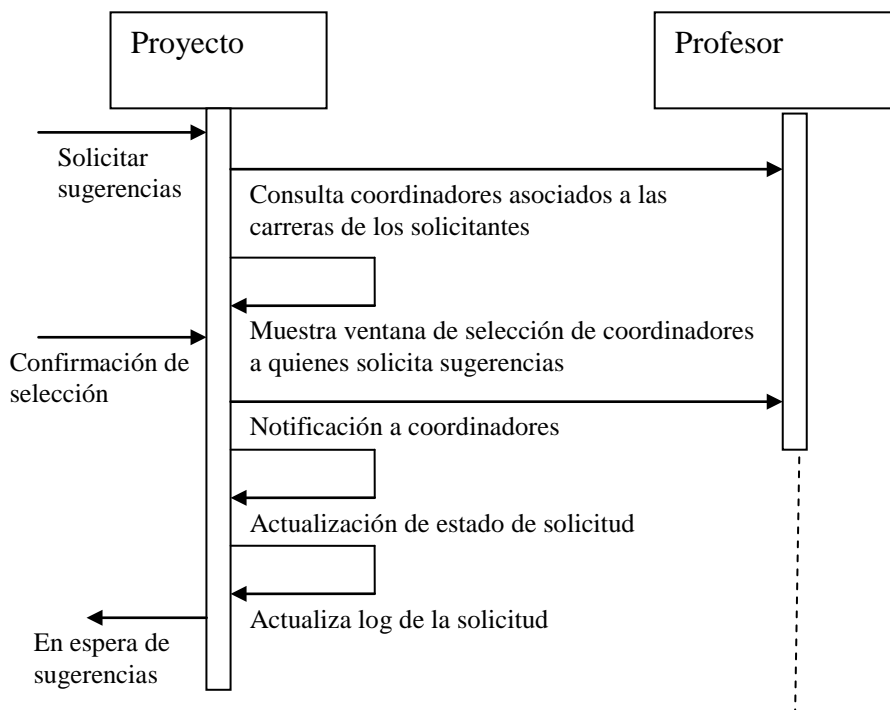 Proyecto
Profesor
Solicitar
sugerencias
Consulta coordinadores asociados a las
carreras de los solicitantes
Muestra ventana de selección de coordinadores
a quienes solicita sugerencias
Confirmación de
selección
Notificación a coordinadores
Actualización de estado de solicitud
Actualiza log de la solicitud
En espera de
sugerencias